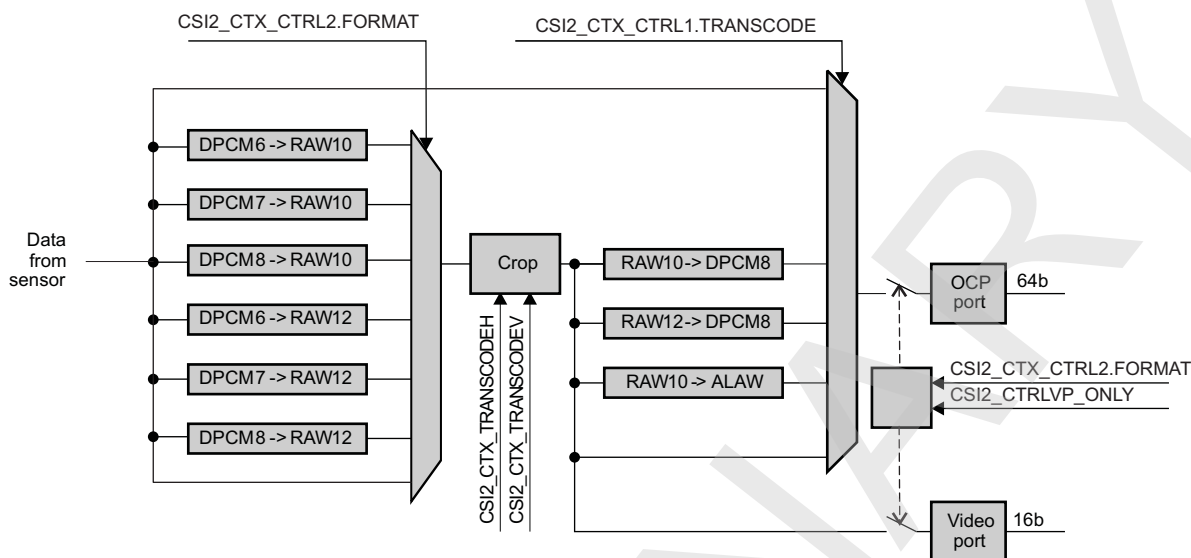 CSI2_CTX_CTRL2.FORMAT
CSI2_CTX_CTRL1.TRANSCODE
DPCM6 -> RAW10
DPCM7 -> RAW10
DPCM8 -> RAW10
DPCM6 -> RAW12
DPCM7 -> RAW12
DPCM8 -> RAW12
Data
from
sensor
Crop
CSI2_CTX_TRANSCODEH
CSI2_CTX_TRANSCODEV
RAW10-> DPCM8
RAW12-> DPCM8
RAW10-> ALAW
OCP
port
64b
CSI2_CTX_CTRL2.FORMAT
CSI2_CTRLVP_ONLY
Video
port
16b